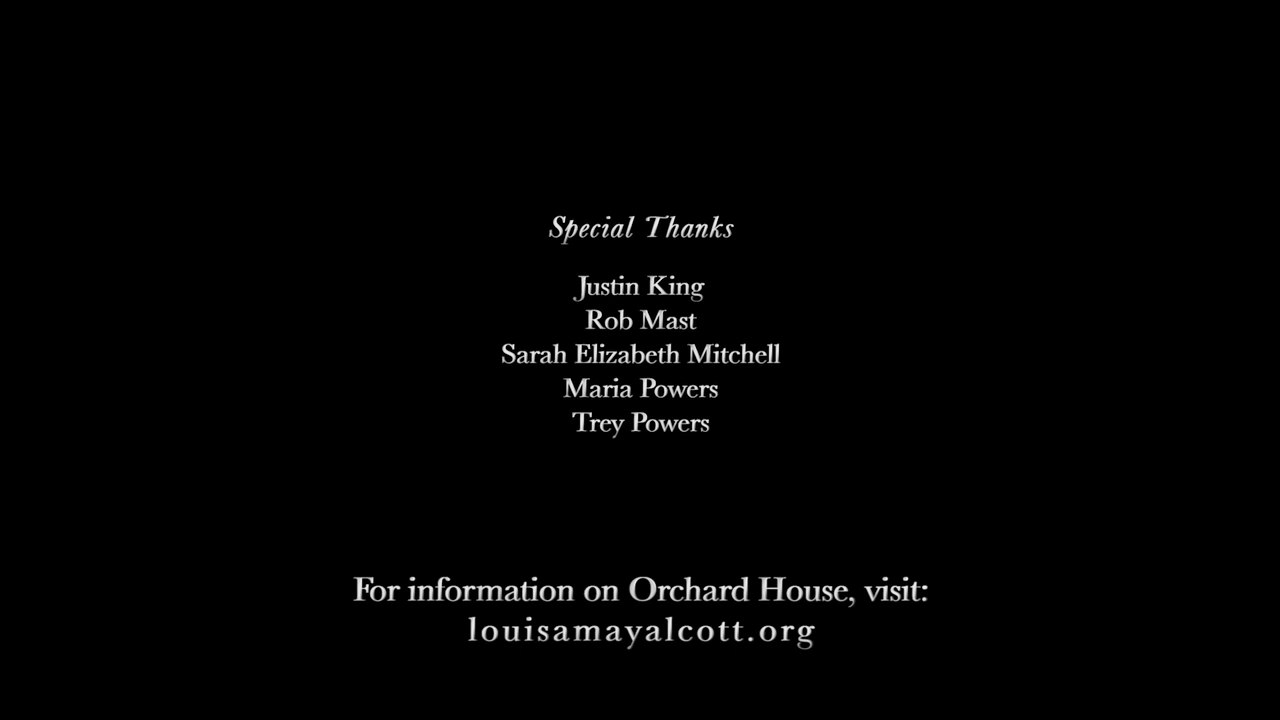 Special Thanks
Justin King
Rob Mast
Sarah Elizabeth Mitchell
Maria Powers
Trey Powers
For information on Orchard House, visit:
louisamayalcott.org